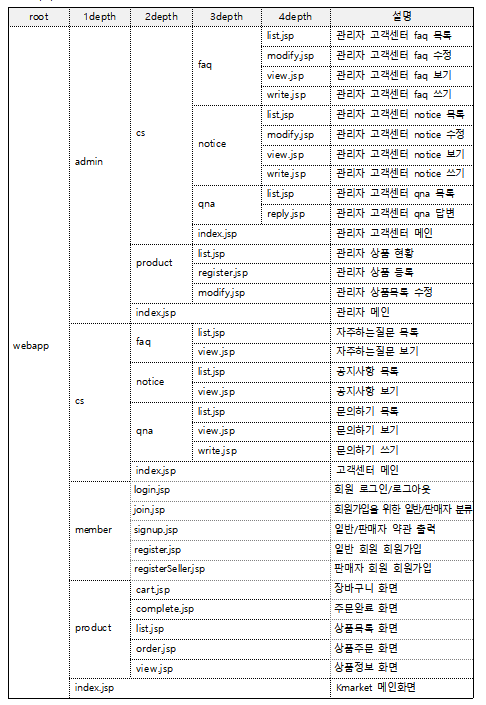 root 1depth 2depth 3depth 4depth 설명
webapp
admin
cs
faq
list.jsp 관리자 고객센터 faq 목록
modify.jsp 관리자 고객센터 faq 수정
view.jsp 관리자 고객센터 faq 보기
write.jsp 관리자 고객센터 faq 쓰기
notice
list.jsp 관리자 고객센터 notice 목록
modify.jsp 관리자 고객센터 notice 수정
view.jsp 관리자 고객센터 notice 보기
write.jsp 관리자 고객센터 notice 쓰기
qna
list.jsp 관리자 고객센터 qna 목록
reply.jsp 관리자 고객센터 qna 답변
index.jsp 관리자 고객센터 메인
product
list.jsp 관리자 상품 현황
register.jsp 관리자 상품 등록
modify.jsp 관리자 상품목록 수정
index.jsp 관리자 메인
cs
faq
list.jsp 자주하는질문 목록
view.jsp 자주하는질문 보기
notice
list.jsp 공지사항 목록
view.jsp 공지사항 보기
qna
list.jsp 문의하기 목록
view.jsp 문의하기 보기
write.jsp 문의하기 쓰기
index.jsp 고객센터 메인
member
login.jsp 회원 로그인/로그아웃
join.jsp 회원가입을 위한 일반/판매자 분류
signup.jsp 일반/판매자 약관 출력
register.jsp 일반 회원 회원가입
registerSeller.jsp 판매자 회원 회원가입
product
cart.jsp 장바구니 화면
complete.jsp 주문완료 화면
list.jsp 상품목록 화면
order.jsp 상품주문 화면
view.jsp 상품정보 화면
index.jsp Kmarket 메인화면